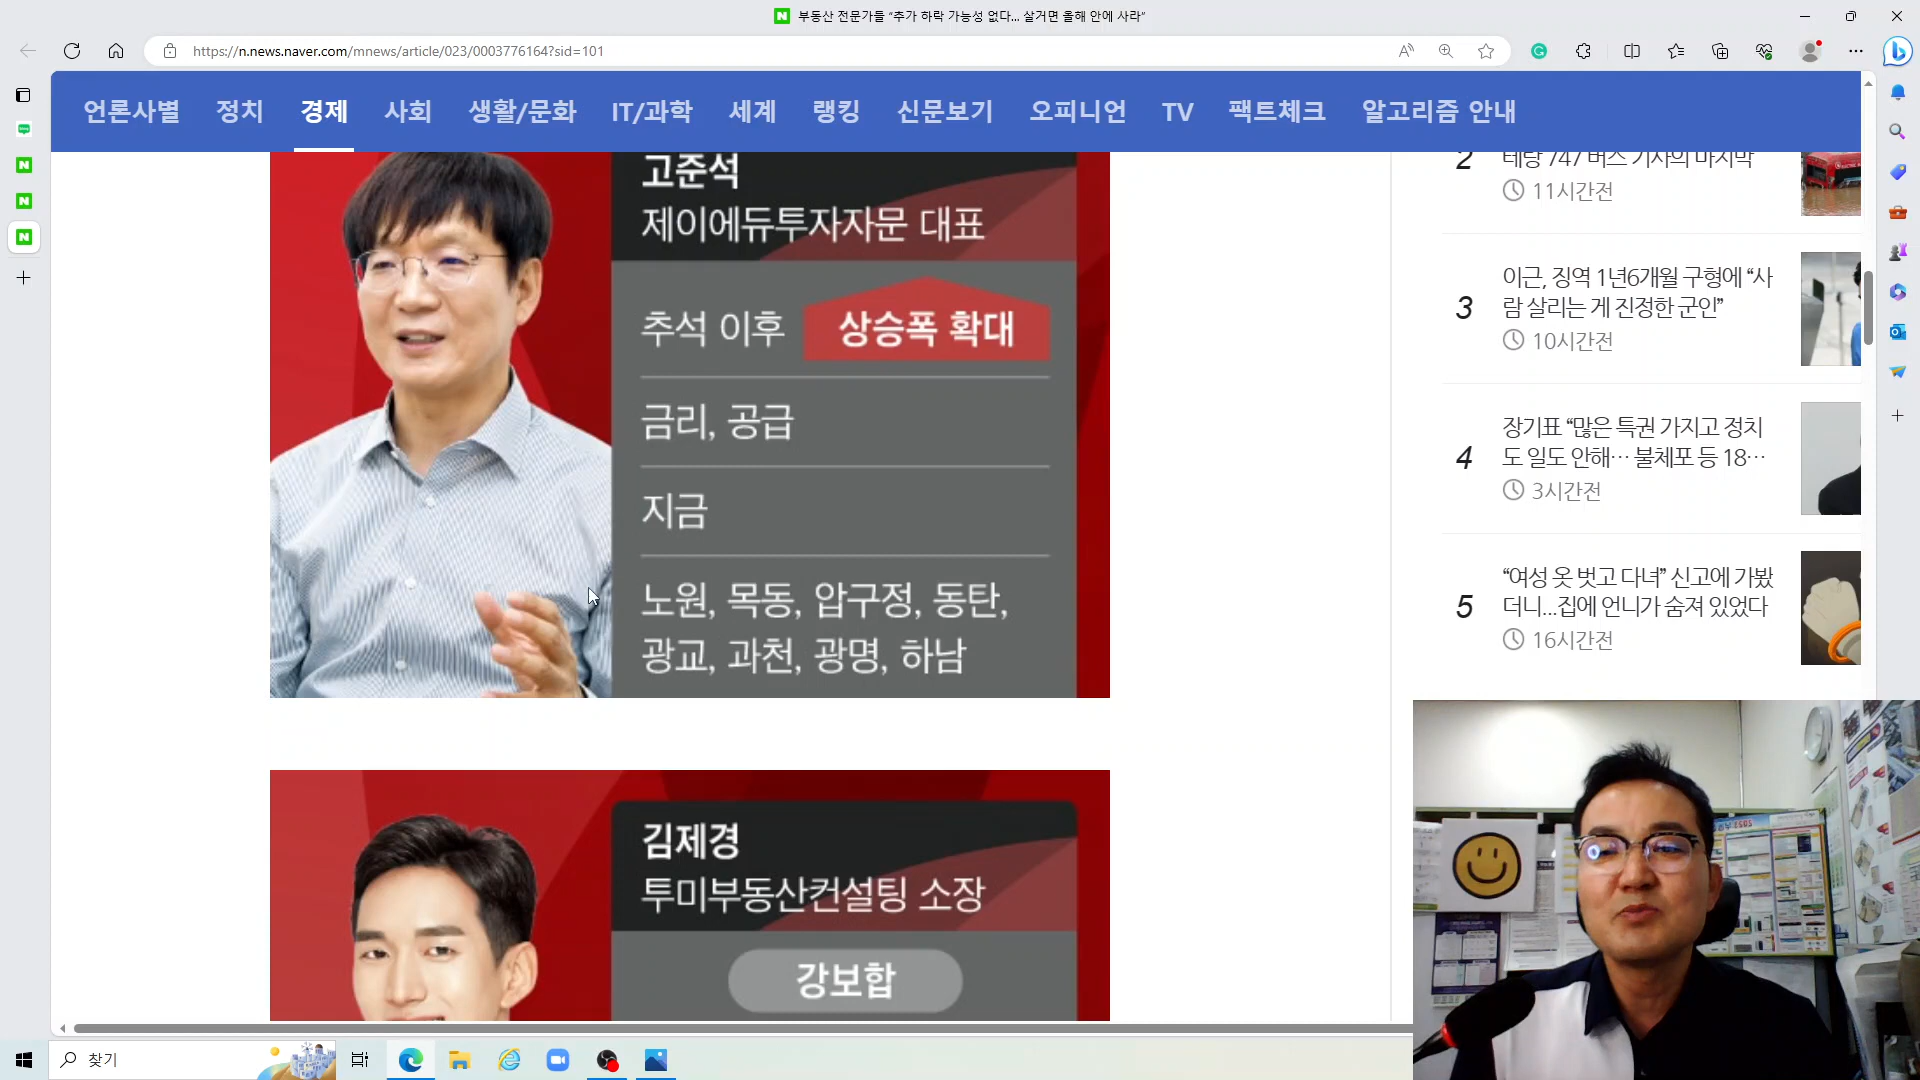 부동산 전문가들 “추가 하락 가능성 없다... 살거면 올해 안에 사라”
https://n.news.naver.com/mnews/article/023/0003776164?sid=101
언론사별 정치 경제 사회 생활/문화 IT/과학 세계 랭킹 신문보기 오피니언 TV 팩트체크 알고리즘 안내
고준석
제이에듀투자자문 대표
추석 이후 상승폭 확대
금리, 공급
지금
노원, 목동, 압구정, 동탄,
광교, 과천, 광명, 하남
김제경
투미부동산컨설팅 소장
강보합
2 테랑 747 버스 기사의 마지막
11시간전
3 이근, 징역 1년6개월 구형에 “사
람 살리는 게 진정한 군인”
10시간전
4 장기표 “많은 특권 가지고 정치
도 일도 안해… 불체포 등 18…
3시간전
5 “여성 옷 벗고 다녀” 신고에 가봤
더니...집에 언니가 숨져 있었다
16시간전
찾기